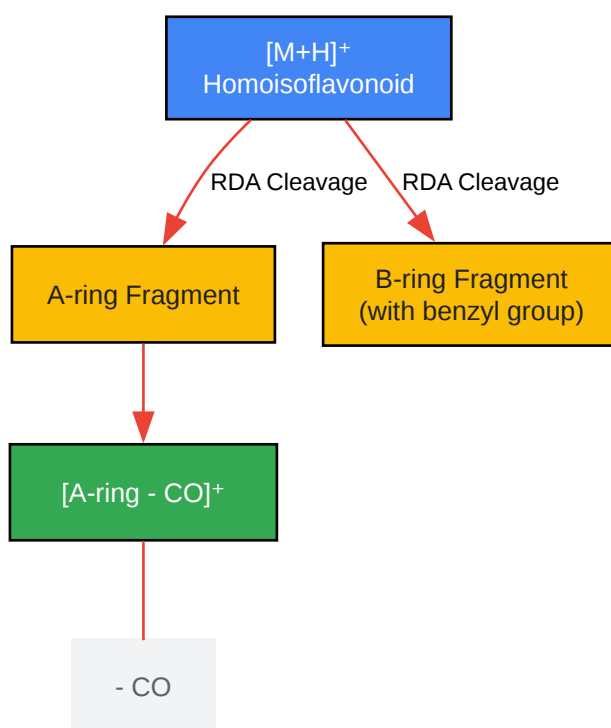 [M+H]⁺
Homoisoflavonoid
RDA Cleavage
RDA Cleavage
A-ring Fragment
B-ring Fragment
(with benzyl group)
[A-ring - CO]⁺
- CO